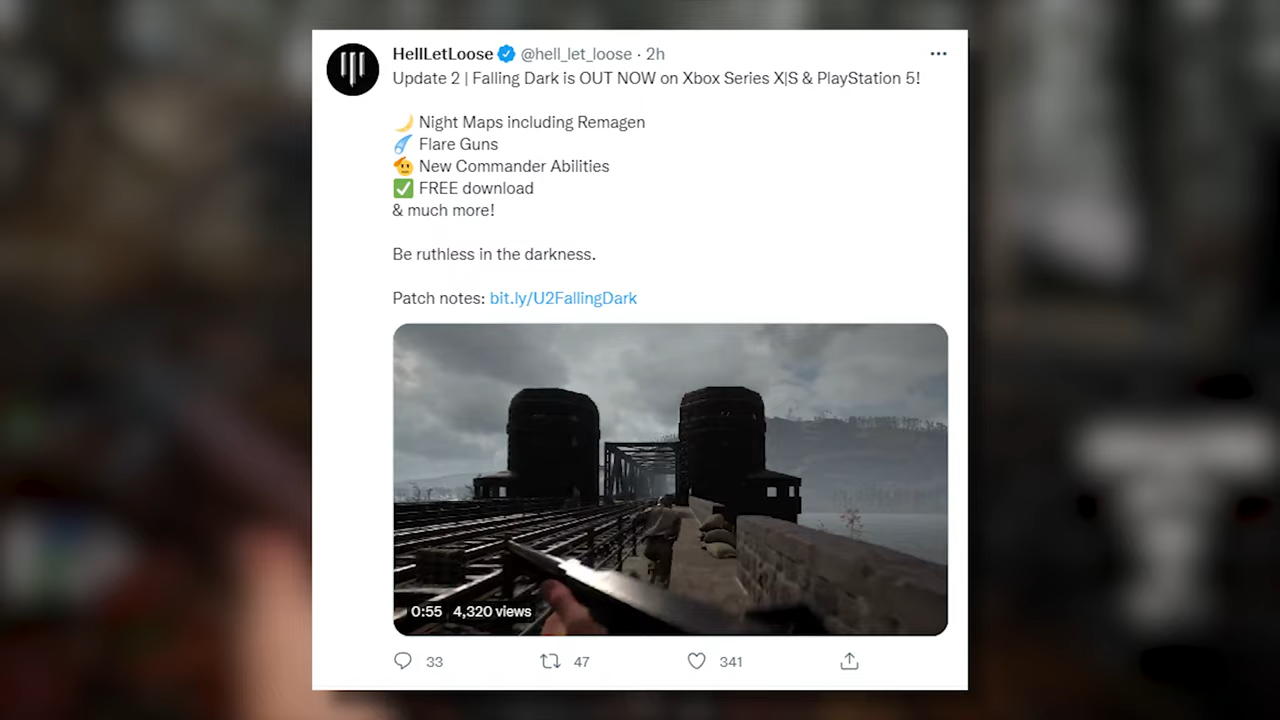 HellLetLoose @hell_let_loose · 2h
Update 2 | Falling Dark is OUT NOW on Xbox Series X|S & PlayStation 5!
🌙 Night Maps including Remagen
☄️ Flare Guns
🫡 New Commander Abilities
✅ FREE download
& much more!
Be ruthless in the darkness.
Patch notes: bit.ly/U2FallingDark
0:55 4,320 views
33 47 341